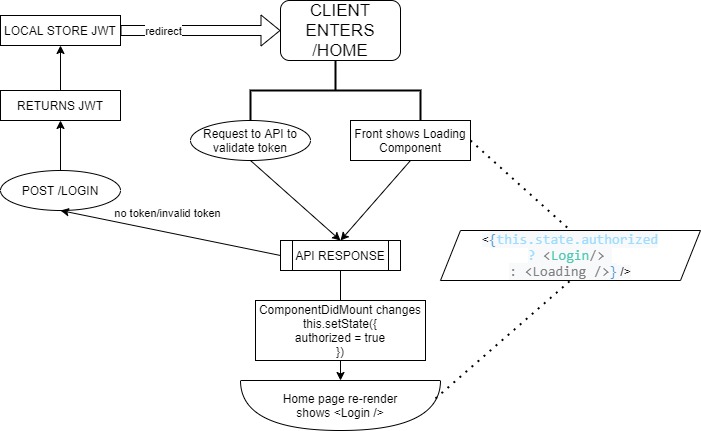 LOCAL STORE JWT
redirect
CLIENT
ENTERS
/HOME
RETURNS JWT
Request to API to
validate token
Front shows Loading
Component
POST /LOGIN
no token/invalid token
API RESPONSE
<{this.state.authorized
? <Login/>
: <Loading />} />
ComponentDidMount changes
this.setState({
authorized = true
})
Home page re-render
shows <Login />